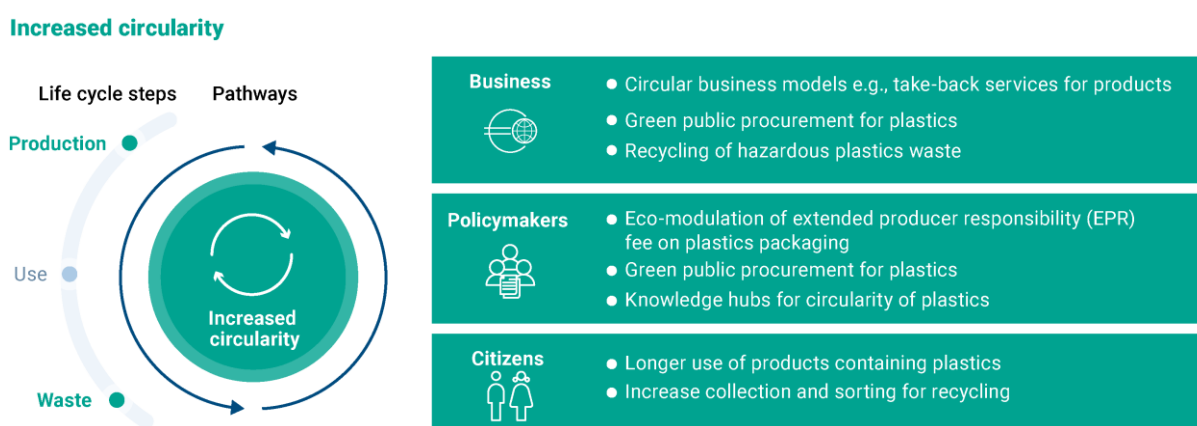 Increased circularity
Life cycle steps
Pathways
Production
Use
Waste
Increased
circularity
Business
● Circular business models e.g., take-back services for products
● Green public procurement for plastics
● Recycling of hazardous plastics waste
Policymakers
● Eco-modulation of extended producer responsibility (EPR)
fee on plastics packaging
● Green public procurement for plastics
● Knowledge hubs for circularity of plastics
Citizens
● Longer use of products containing plastics
● Increase collection and sorting for recycling